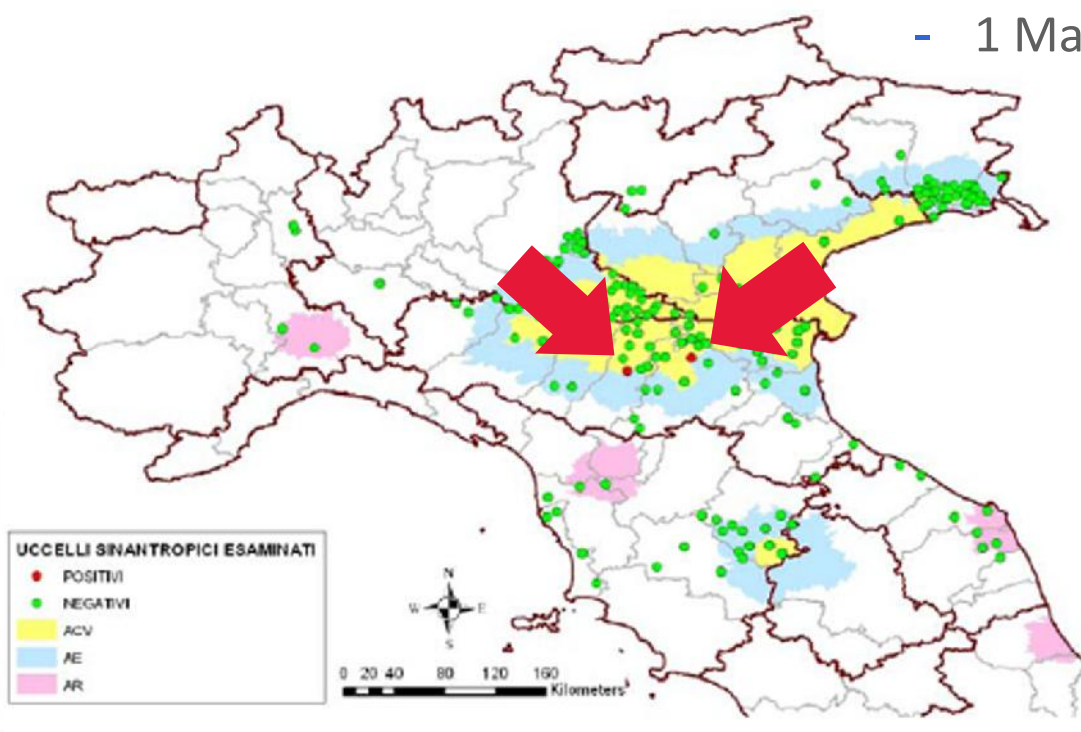 - 1 Ma
UCCELLI SINANTROPICI ESAMINATI
POSITIVI
NEGATIVI
ACV
AE
AR
N
W E
S
0 20 40 80 120 160
Kilometers